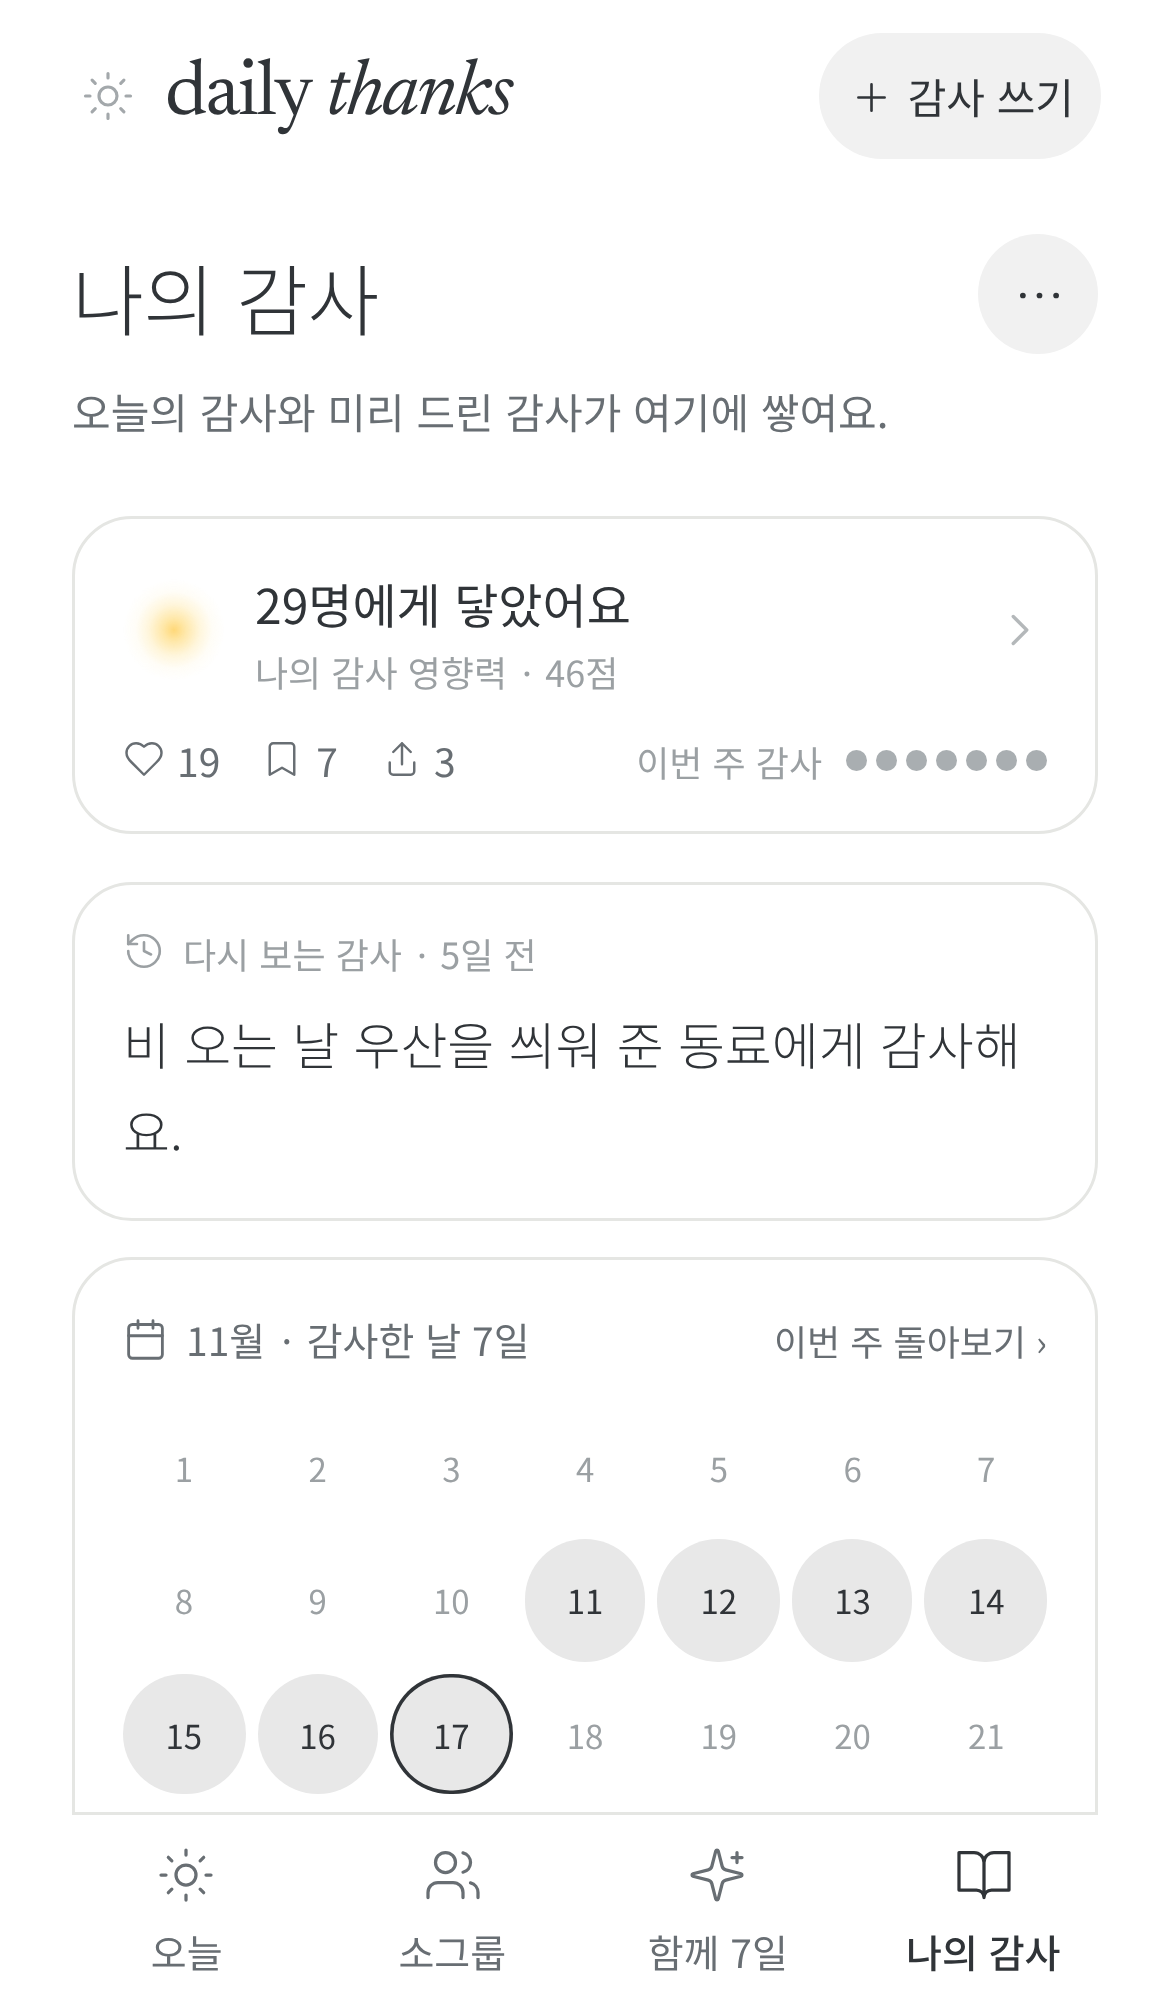 daily thanks
+ 감사 쓰기
나의 감사
...
오늘의 감사와 미리 드린 감사가 여기에 쌓여요.
29명에게 닿았어요
나의 감사 영향력 · 46점
19 7 3 이번 주 감사
다시 보는 감사 · 5일 전
비 오는 날 우산을 씌워 준 동료에게 감사해
요.
11월 · 감사한 날 7일 이번 주 돌아보기 ›
1 2 3 4 5 6 7
8 9 10 11 12 13 14
15 16 17 18 19 20 21
오늘 소그룹 함께 7일 나의 감사